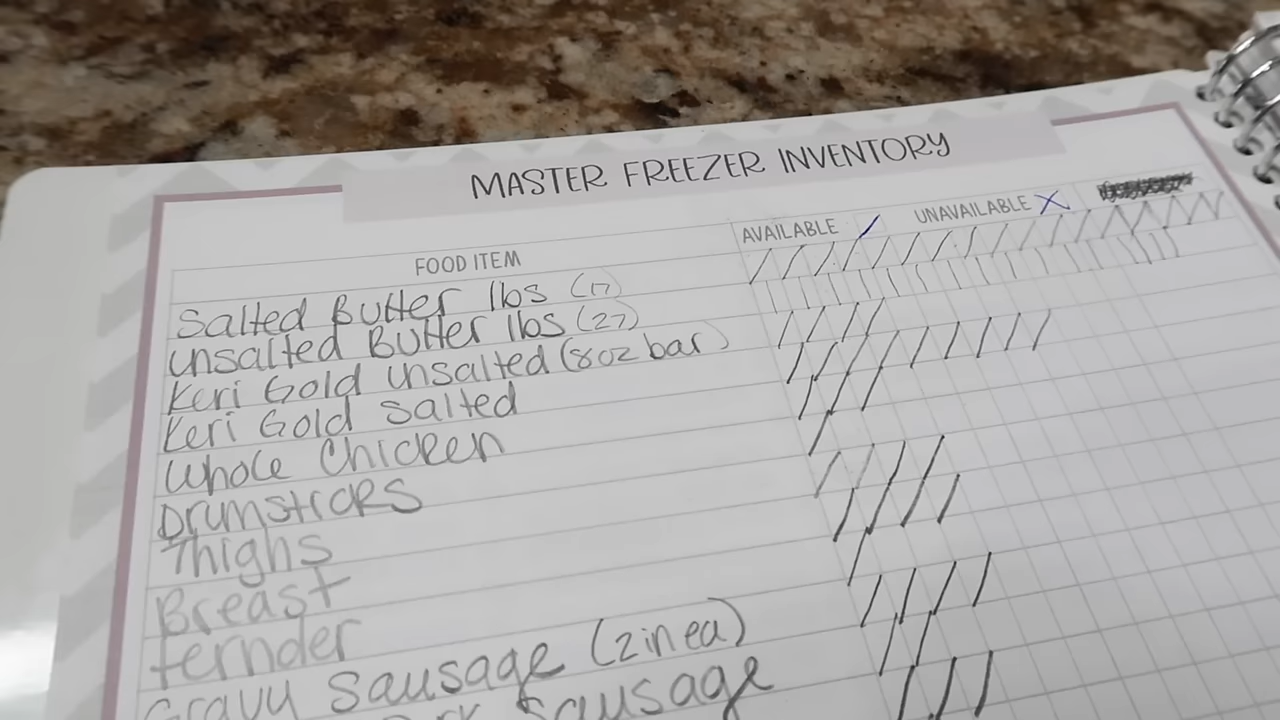 MASTER FREEZER INVENTORY
FOOD ITEM AVAILABLE / UNAVAILABLE X
Salted Butter lbs (17)
unsalted Butter lbs (27)
Keri Gold unsalted (8oz bar)
Keri Gold salted
Whole Chicken
Drumsticks
Thighs
Breast
Ternder
Gravy Sausage (2 in ea)
Sausage